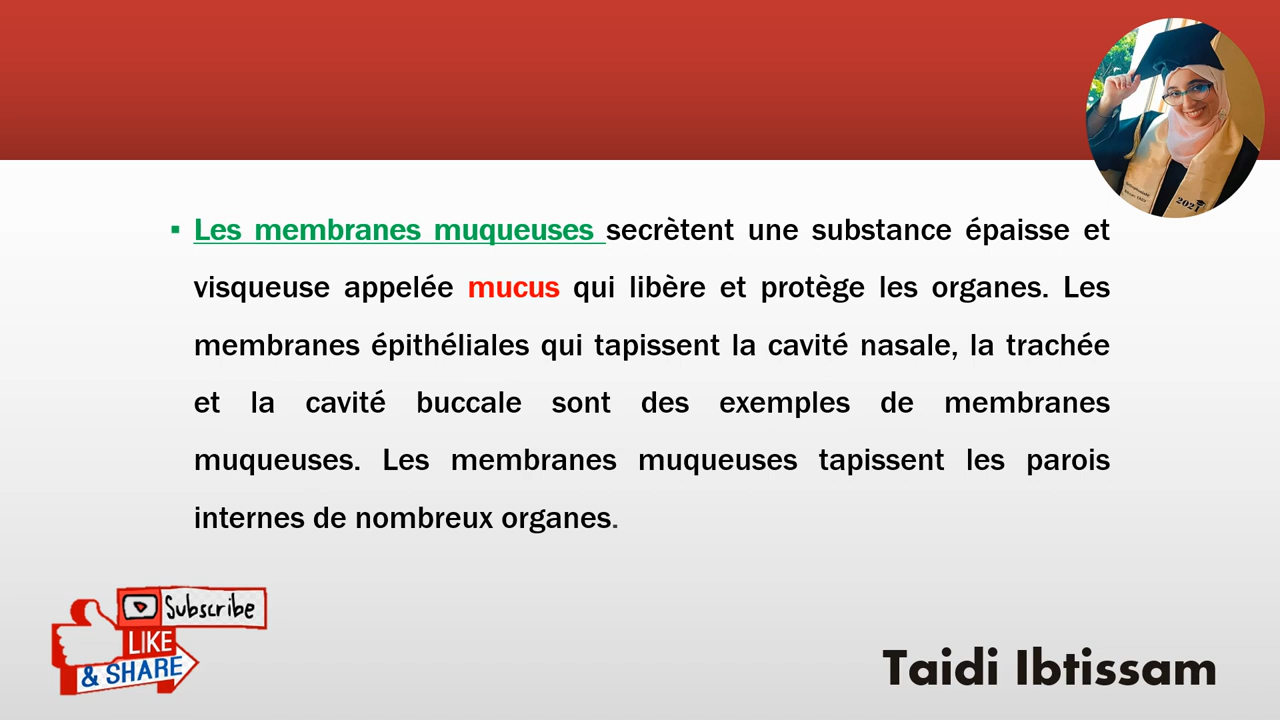 ▪ Les membranes muqueuses secrètent une substance épaisse et
visqueuse appelée mucus qui libère et protège les organes. Les
membranes épithéliales qui tapissent la cavité nasale, la trachée
et la cavité buccale sont des exemples de membranes
muqueuses. Les membranes muqueuses tapissent les parois
internes de nombreux organes.
Subscribe
LIKE
& SHARE
Taidi Ibtissam
2021